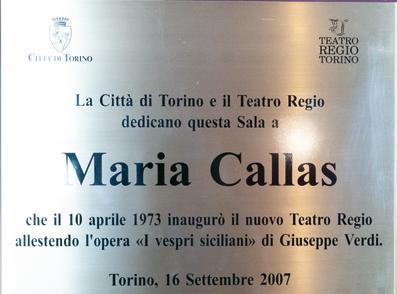 CITTÀ DI TORINO
TEATRO
REGIO
TORINO
La Città di Torino e il Teatro Regio
dedicano questa Sala a
Maria Callas
che il 10 aprile 1973 inaugurò il nuovo Teatro Regio
allestendo l'opera «I vespri siciliani» di Giuseppe Verdi.
Torino, 16 Settembre 2007